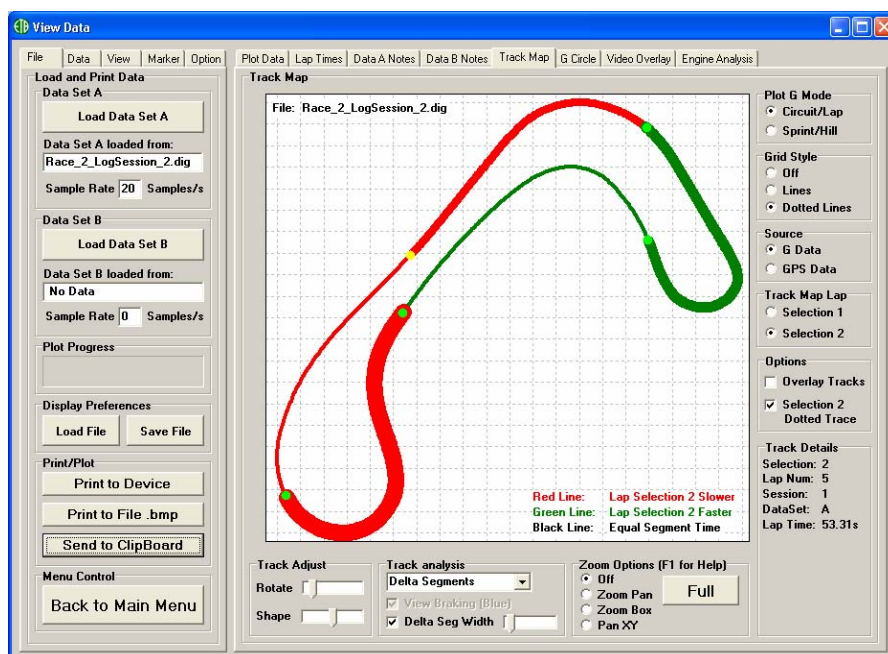 ETB View Data
File Data View Marker Option
Plot Data Lap Times Data A Notes Data B Notes Track Map G Circle Video Overlay Engine Analysis
Load and Print Data
Data Set A
Load Data Set A
Data Set A loaded from:
Race_2_LogSession_2.dig
Sample Rate 20 Samples/s
Data Set B
Load Data Set B
Data Set B loaded from:
No Data
Sample Rate 0 Samples/s
Plot Progress
Display Preferences
Load File Save File
Print/Plot
Print to Device
Print to File .bmp
Send to ClipBoard
Menu Control
Back to Main Menu
Track Map
File: Race_2_LogSession_2.dig
Red Line: Lap Selection 2 Slower
Green Line: Lap Selection 2 Faster
Black Line: Equal Segment Time
Track Adjust
Rotate
Shape
Track analysis
Delta Segments
View Braking (Blue)
Delta Seg Width
Zoom Options (F1 for Help)
Off
Zoom Pan
Zoom Box
Pan XY
Full
Plot G Mode
Circuit/Lap
Sprint/Hill
Grid Style
Off
Lines
Dotted Lines
Source
G Data
GPS Data
Track Map Lap
Selection 1
Selection 2
Options
Overlay Tracks
Selection 2
Dotted Trace
Track Details
Selection: 2
Lap Num: 5
Session: 1
DataSet: A
Lap Time: 53.31s